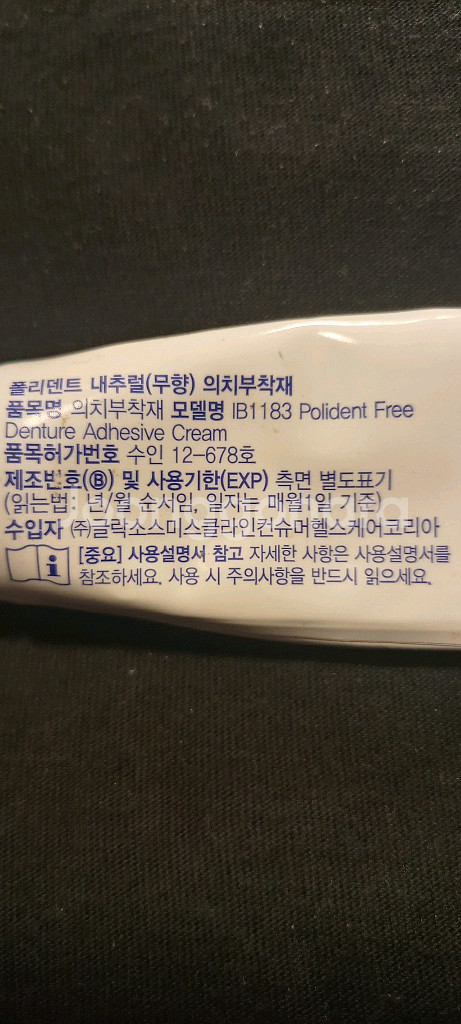 폴리덴트 내추럴(무향) 의치부착재
품목명 의치부착재 모델명 IB1183 Polident Free
Denture Adhesive Cream
품목허가번호 수인 12-678호
제조번호(Ⓑ) 및 사용기한(EXP) 측면 별도표기
(읽는법: 년/월 순서임, 일자는 매월1일 기준)
수입자 ㈜글락소스미스클라인컨슈머헬스케어코리아
[중요] 사용설명서 참고 자세한 사항은 사용설명서를
참조하세요. 사용 시 주의사항을 반드시 읽으세요.